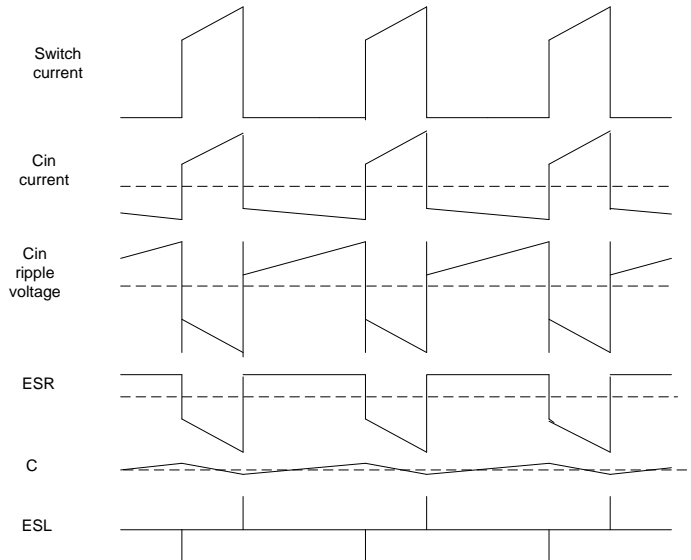 Switch
current
Cin
current
Cin
ripple
voltage
ESR
C
ESL